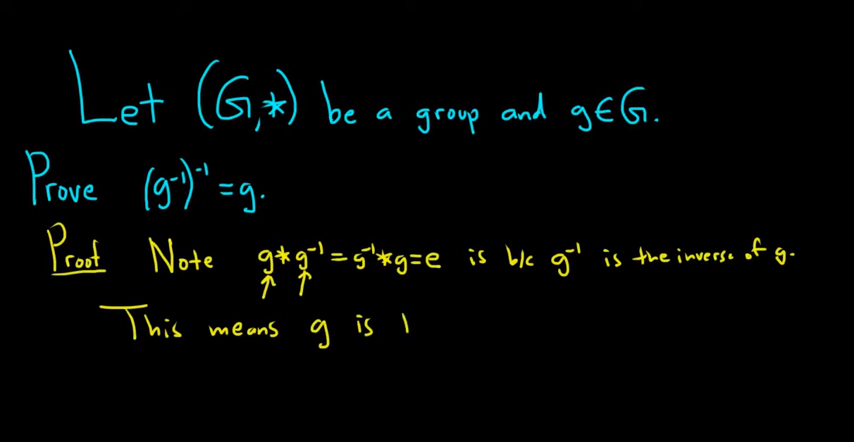 Let (G,*) be a group and g∈G.
Prove (g⁻¹)⁻¹ = g.
Proof Note g * g⁻¹ = g⁻¹ * g = e is b/c g⁻¹ is the inverse of g.
This means g is